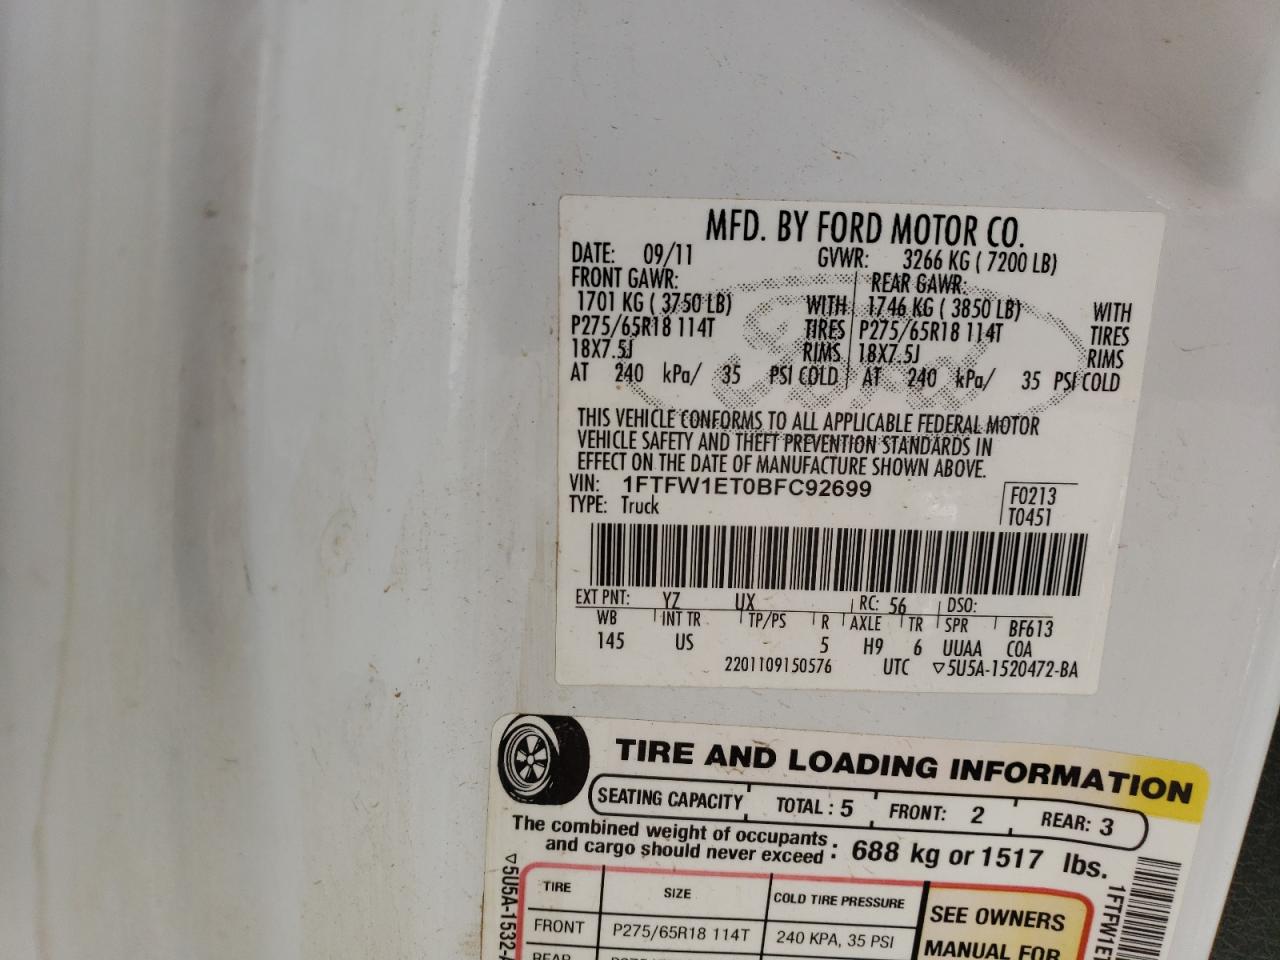 MFD. BY FORD MOTOR CO.
DATE: 09/11 GVWR: 3266 KG ( 7200 LB)
FRONT GAWR: REAR GAWR:
1701 KG ( 3750 LB) WITH 1746 KG ( 3850 LB) WITH
P275/65R18 114T TIRES P275/65R18 114T TIRES
18X7.5J RIMS 18X7.5J RIMS
AT 240 kPa/ 35 PSI COLD AT 240 kPa/ 35 PSI COLD
THIS VEHICLE CONFORMS TO ALL APPLICABLE FEDERAL MOTOR
VEHICLE SAFETY AND THEFT PREVENTION STANDARDS IN
EFFECT ON THE DATE OF MANUFACTURE SHOWN ABOVE.
VIN: 1FTFW1ET0BFC92699 F0213
TYPE: Truck T0451
EXT PNT: YZ UX RC: 56 DSO:
WB INT TR TP/PS R AXLE TR SPR BF613
145 US 5 H9 6 UUAA COA
2201109150576 UTC ▽5U5A-1520472-BA
TIRE AND LOADING INFORMATION
SEATING CAPACITY TOTAL : 5 FRONT: 2 REAR: 3
The combined weight of occupants
and cargo should never exceed : 688 kg or 1517 lbs.
TIRE SIZE COLD TIRE PRESSURE SEE OWNERS
FRONT P275/65R18 114T 240 KPA, 35 PSI MANUAL FOR
REAR
▽5U5A-1532
1FTFW1E